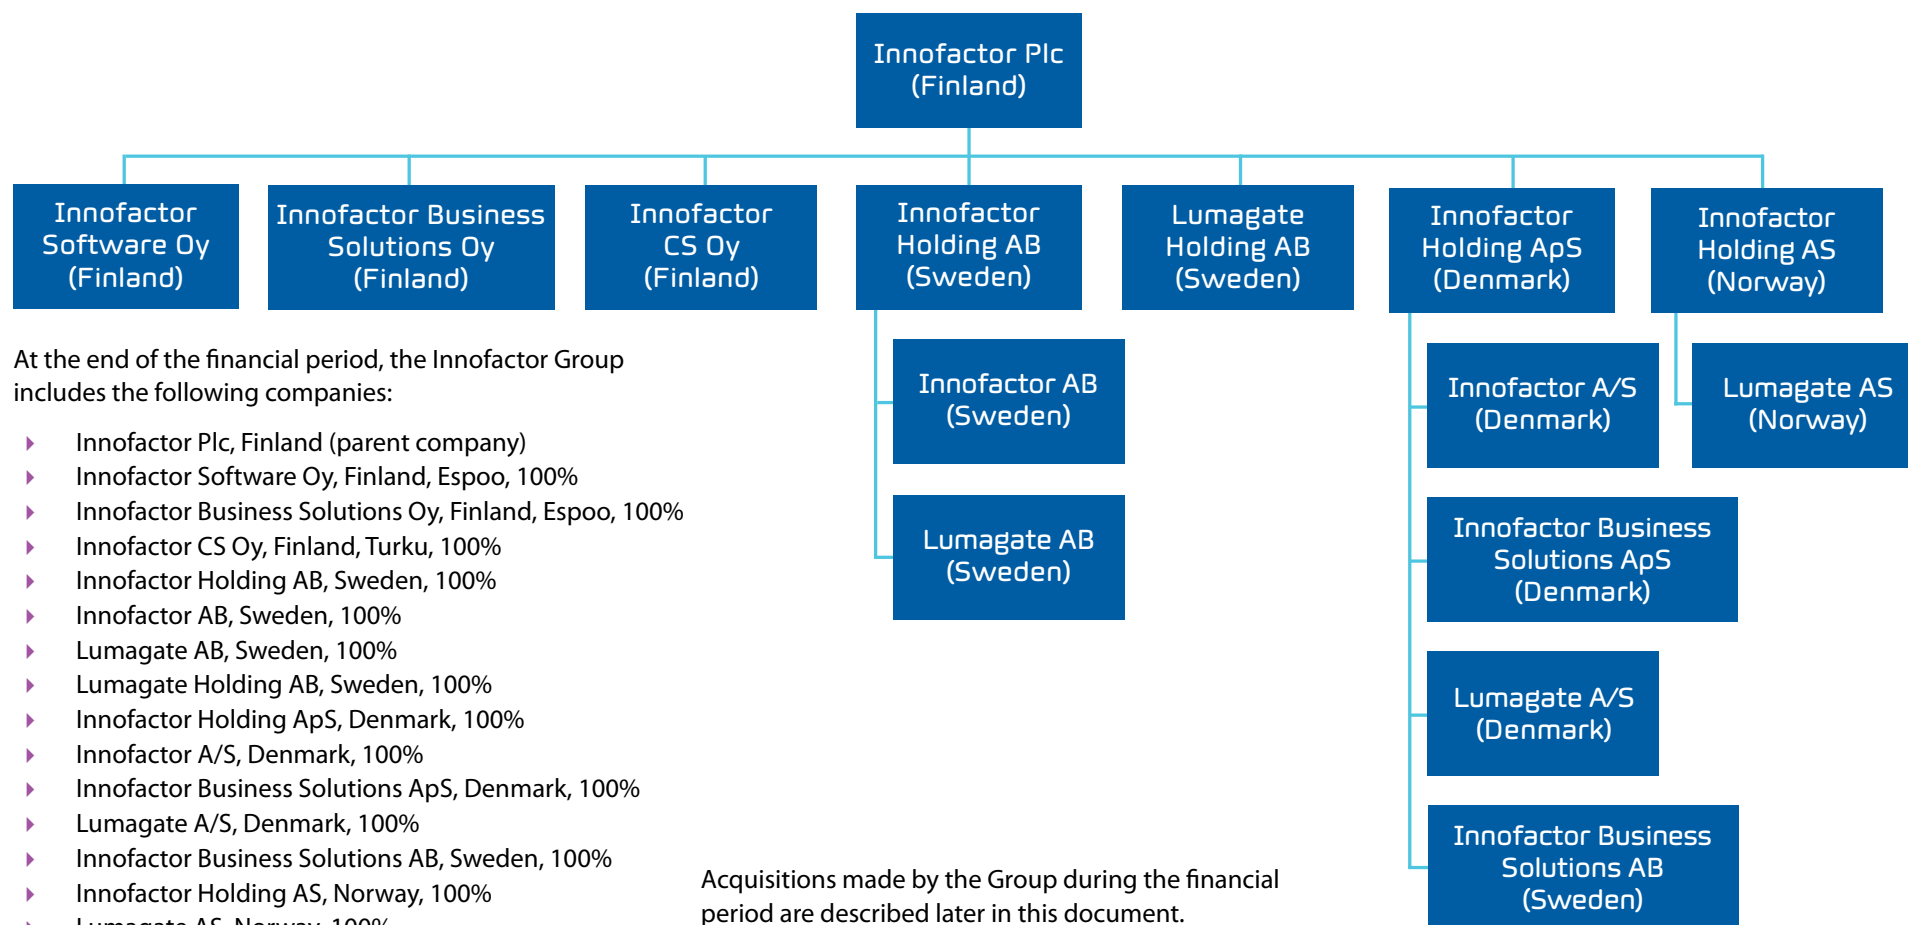 Innofactor Plc
(Finland)
Innofactor
Software Oy
(Finland)
Innofactor Business
Solutions Oy
(Finland)
Innofactor
CS Oy
(Finland)
Innofactor
Holding AB
(Sweden)
Lumagate
Holding AB
(Sweden)
Innofactor
Holding ApS
(Denmark)
Innofactor
Holding AS
(Norway)
Innofactor AB
(Sweden)
Lumagate AB
(Sweden)
Innofactor A/S
(Denmark)
Innofactor Business
Solutions ApS
(Denmark)
Lumagate A/S
(Denmark)
Innofactor Business
Solutions AB
(Sweden)
Lumagate AS
(Norway)
At the end of the financial period, the Innofactor Group
includes the following companies:
Innofactor Plc, Finland (parent company)
Innofactor Software Oy, Finland, Espoo, 100%
Innofactor Business Solutions Oy, Finland, Espoo, 100%
Innofactor CS Oy, Finland, Turku, 100%
Innofactor Holding AB, Sweden, 100%
Innofactor AB, Sweden, 100%
Lumagate AB, Sweden, 100%
Lumagate Holding AB, Sweden, 100%
Innofactor Holding ApS, Denmark, 100%
Innofactor A/S, Denmark, 100%
Innofactor Business Solutions ApS, Denmark, 100%
Lumagate A/S, Denmark, 100%
Innofactor Business Solutions AB, Sweden, 100%
Innofactor Holding AS, Norway, 100%
Lumagate AS, Norway, 100%
Acquisitions made by the Group during the financial
period are described later in this document.